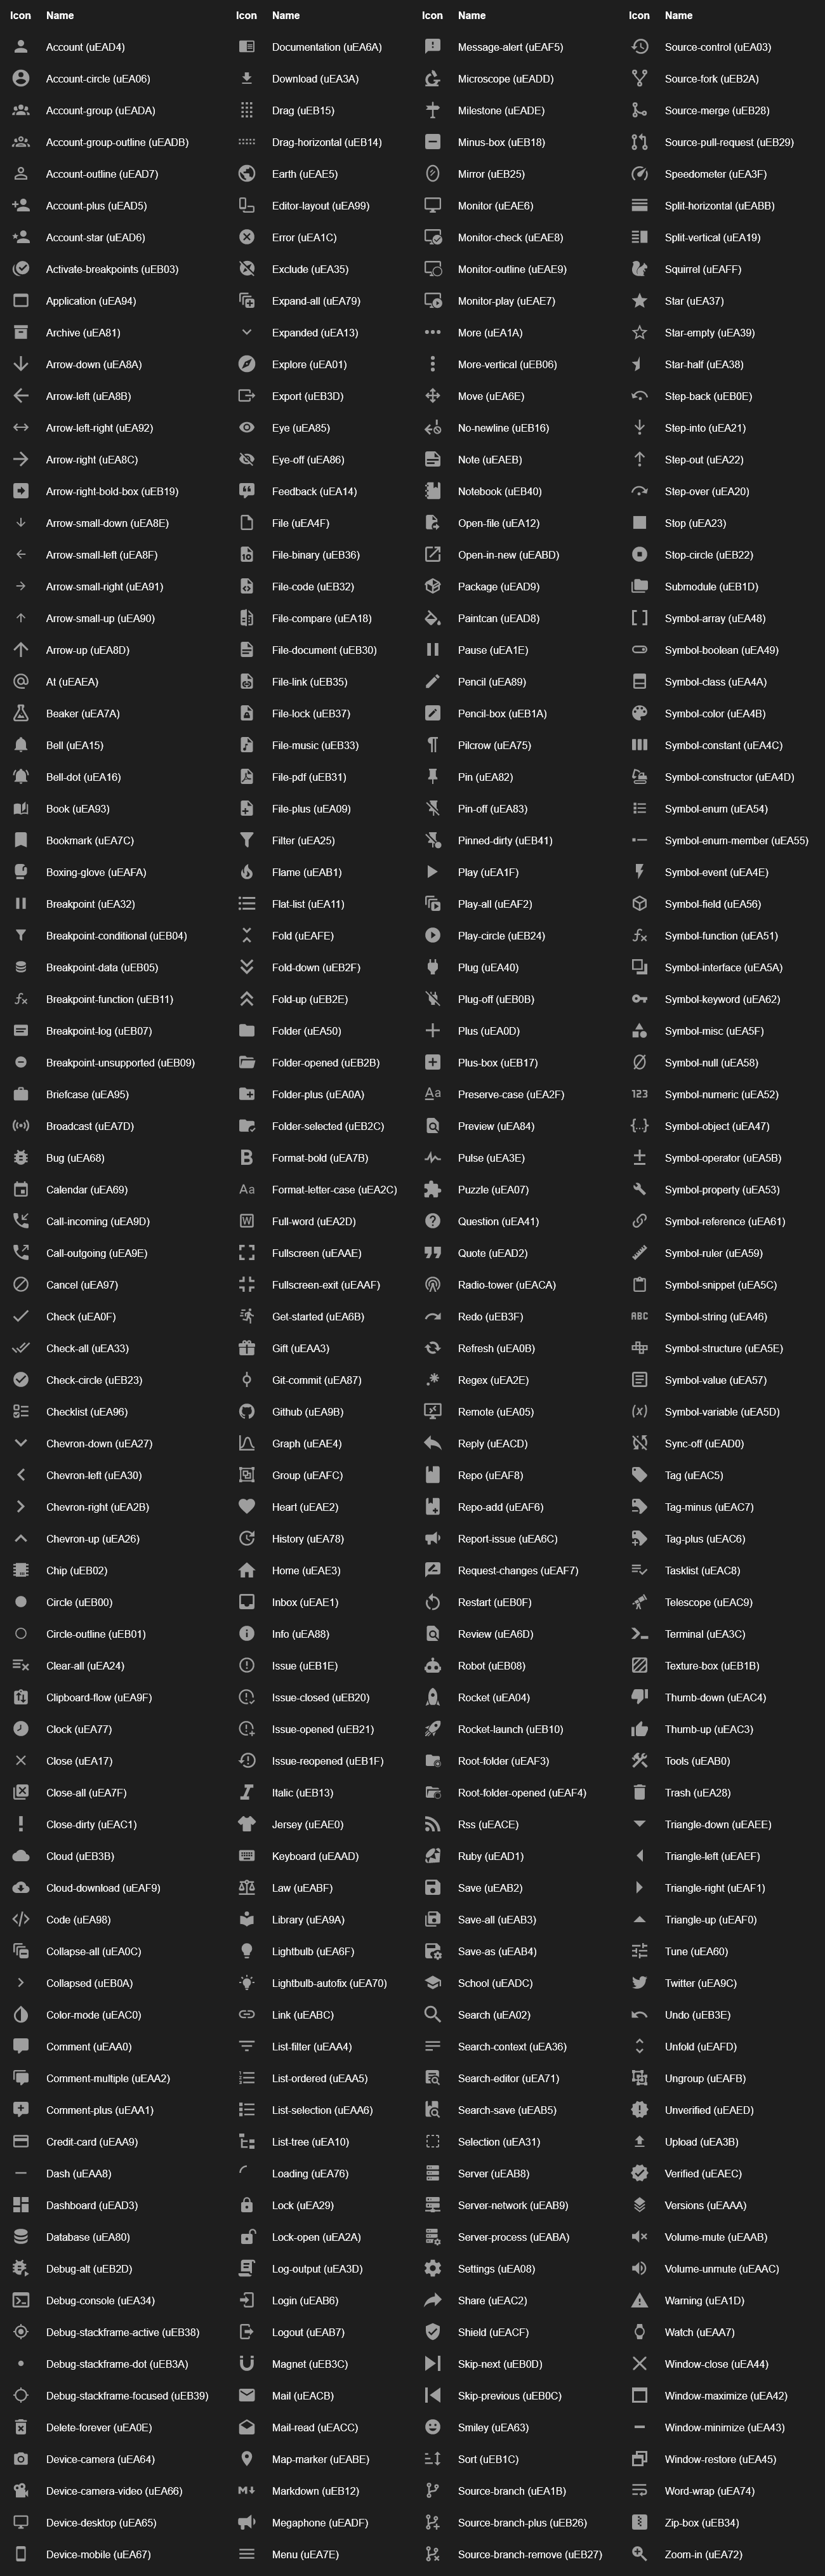 Icon Name Icon Name Icon Name Icon Name
Account (uEAD4) Documentation (uEA6A) Message-alert (uEAF5) Source-control (uEA03)
Account-circle (uEA06) Download (uEA3A) Microscope (uEADD) Source-fork (uEB2A)
Account-group (uEADA) Drag (uEB15) Milestone (uEADE) Source-merge (uEB28)
Account-group-outline (uEADB) Drag-horizontal (uEB14) Minus-box (uEB18) Source-pull-request (uEB29)
Account-outline (uEAD7) Earth (uEAE5) Mirror (uEB25) Speedometer (uEA3F)
Account-plus (uEAD5) Editor-layout (uEA99) Monitor (uEAE6) Split-horizontal (uEABB)
Account-star (uEAD6) Error (uEA1C) Monitor-check (uEAE8) Split-vertical (uEA19)
Activate-breakpoints (uEB03) Exclude (uEA35) Monitor-outline (uEAE9) Squirrel (uEAFF)
Application (uEA94) Expand-all (uEA79) Monitor-play (uEAE7) Star (uEA37)
Archive (uEA81) Expanded (uEA13) More (uEA1A) Star-empty (uEA39)
Arrow-down (uEA8A) Explore (uEA01) More-vertical (uEB06) Star-half (uEA38)
Arrow-left (uEA8B) Export (uEB3D) Move (uEA6E) Step-back (uEB0E)
Arrow-left-right (uEA92) Eye (uEA85) No-newline (uEB16) Step-into (uEA21)
Arrow-right (uEA8C) Eye-off (uEA86) Note (uEAEB) Step-out (uEA22)
Arrow-right-bold-box (uEB19) Feedback (uEA14) Notebook (uEB40) Step-over (uEA20)
Arrow-small-down (uEA8E) File (uEA4F) Open-file (uEA12) Stop (uEA23)
Arrow-small-left (uEA8F) File-binary (uEB36) Open-in-new (uEABD) Stop-circle (uEB22)
Arrow-small-right (uEA91) File-code (uEB32) Package (uEAD9) Submodule (uEB1D)
Arrow-small-up (uEA90) File-compare (uEA18) Paintcan (uEAD8) Symbol-array (uEA48)
Arrow-up (uEA8D) File-document (uEB30) Pause (uEA1E) Symbol-boolean (uEA49)
At (uEAEA) File-link (uEB35) Pencil (uEA89) Symbol-class (uEA4A)
Beaker (uEA7A) File-lock (uEB37) Pencil-box (uEB1A) Symbol-color (uEA4B)
Bell (uEA15) File-music (uEB33) Pilcrow (uEA75) Symbol-constant (uEA4C)
Bell-dot (uEA16) File-pdf (uEB31) Pin (uEA82) Symbol-constructor (uEA4D)
Book (uEA93) File-plus (uEA09) Pin-off (uEA83) Symbol-enum (uEA54)
Bookmark (uEA7C) Filter (uEA25) Pinned-dirty (uEB41) Symbol-enum-member (uEA55)
Boxing-glove (uEAFA) Flame (uEAB1) Play (uEA1F) Symbol-event (uEA4E)
Breakpoint (uEA32) Flat-list (uEA11) Play-all (uEAF2) Symbol-field (uEA56)
Breakpoint-conditional (uEB04) Fold (uEAFE) Play-circle (uEB24) Symbol-function (uEA51)
Breakpoint-data (uEB05) Fold-down (uEB2F) Plug (uEA40) Symbol-interface (uEA5A)
Breakpoint-function (uEB11) Fold-up (uEB2E) Plug-off (uEB0B) Symbol-keyword (uEA62)
Breakpoint-log (uEB07) Folder (uEA50) Plus (uEA0D) Symbol-misc (uEA5F)
Breakpoint-unsupported (uEB09) Folder-opened (uEB2B) Plus-box (uEB17) Symbol-null (uEA58)
Briefcase (uEA95) Folder-plus (uEA0A) Preserve-case (uEA2F) Symbol-numeric (uEA52)
Broadcast (uEA7D) Folder-selected (uEB2C) Preview (uEA84) Symbol-object (uEA47)
Bug (uEA68) Format-bold (uEA7B) Pulse (uEA3E) Symbol-operator (uEA5B)
Calendar (uEA69) Format-letter-case (uEA2C) Puzzle (uEA07) Symbol-property (uEA53)
Call-incoming (uEA9D) Full-word (uEA2D) Question (uEA41) Symbol-reference (uEA61)
Call-outgoing (uEA9E) Fullscreen (uEAAE) Quote (uEAD2) Symbol-ruler (uEA59)
Cancel (uEA97) Fullscreen-exit (uEAAF) Radio-tower (uEACA) Symbol-snippet (uEA5C)
Check (uEA0F) Get-started (uEA6B) Redo (uEB3F) Symbol-string (uEA46)
Check-all (uEA33) Gift (uEAA3) Refresh (uEA0B) Symbol-structure (uEA5E)
Check-circle (uEB23) Git-commit (uEA87) Regex (uEA2E) Symbol-value (uEA57)
Checklist (uEA96) Github (uEA9B) Remote (uEA05) Symbol-variable (uEA5D)
Chevron-down (uEA27) Graph (uEAE4) Reply (uEACD) Sync-off (uEAD0)
Chevron-left (uEA30) Group (uEAFC) Repo (uEAF8) Tag (uEAC5)
Chevron-right (uEA2B) Heart (uEAE2) Repo-add (uEAF6) Tag-minus (uEAC7)
Chevron-up (uEA26) History (uEA78) Report-issue (uEA6C) Tag-plus (uEAC6)
Chip (uEB02) Home (uEAE3) Request-changes (uEAF7) Tasklist (uEAC8)
Circle (uEB00) Inbox (uEAE1) Restart (uEB0F) Telescope (uEAC9)
Circle-outline (uEB01) Info (uEA88) Review (uEA6D) Terminal (uEA3C)
Clear-all (uEA24) Issue (uEB1E) Robot (uEB08) Texture-box (uEB1B)
Clipboard-flow (uEA9F) Issue-closed (uEB20) Rocket (uEA04) Thumb-down (uEAC4)
Clock (uEA77) Issue-opened (uEB21) Rocket-launch (uEB10) Thumb-up (uEAC3)
Close (uEA17) Issue-reopened (uEB1F) Root-folder (uEAF3) Tools (uEAB0)
Close-all (uEA7F) Italic (uEB13) Root-folder-opened (uEAF4) Trash (uEA28)
Close-dirty (uEAC1) Jersey (uEAE0) Rss (uEACE) Triangle-down (uEAEE)
Cloud (uEB3B) Keyboard (uEAAD) Ruby (uEAD1) Triangle-left (uEAEF)
Cloud-download (uEAF9) Law (uEABF) Save (uEAB2) Triangle-right (uEAF1)
Code (uEA98) Library (uEA9A) Save-all (uEAB3) Triangle-up (uEAF0)
Collapse-all (uEA0C) Lightbulb (uEA6F) Save-as (uEAB4) Tune (uEA60)
Collapsed (uEB0A) Lightbulb-autofix (uEA70) School (uEADC) Twitter (uEA9C)
Color-mode (uEAC0) Link (uEABC) Search (uEA02) Undo (uEB3E)
Comment (uEAA0) List-filter (uEAA4) Search-context (uEA36) Unfold (uEAFD)
Comment-multiple (uEAA2) List-ordered (uEAA5) Search-editor (uEA71) Ungroup (uEAFB)
Comment-plus (uEAA1) List-selection (uEAA6) Search-save (uEAB5) Unverified (uEAED)
Credit-card (uEAA9) List-tree (uEA10) Selection (uEA31) Upload (uEA3B)
Dash (uEAA8) Loading (uEA76) Server (uEAB8) Verified (uEAEC)
Dashboard (uEAD3) Lock (uEA29) Server-network (uEAB9) Versions (uEAAA)
Database (uEA80) Lock-open (uEA2A) Server-process (uEABA) Volume-mute (uEAAB)
Debug-alt (uEB2D) Log-output (uEA3D) Settings (uEA08) Volume-unmute (uEAAC)
Debug-console (uEA34) Login (uEAB6) Share (uEAC2) Warning (uEA1D)
Debug-stackframe-active (uEB38) Logout (uEAB7) Shield (uEACF) Watch (uEAA7)
Debug-stackframe-dot (uEB3A) Magnet (uEB3C) Skip-next (uEB0D) Window-close (uEA44)
Debug-stackframe-focused (uEB39) Mail (uEACB) Skip-previous (uEB0C) Window-maximize (uEA42)
Delete-forever (uEA0E) Mail-read (uEACC) Smiley (uEA63) Window-minimize (uEA43)
Device-camera (uEA64) Map-marker (uEABE) Sort (uEB1C) Window-restore (uEA45)
Device-camera-video (uEA66) Markdown (uEB12) Source-branch (uEA1B) Word-wrap (uEA74)
Device-desktop (uEA65) Megaphone (uEADF) Source-branch-plus (uEB26) Zip-box (uEB34)
Device-mobile (uEA67) Menu (uEA7E) Source-branch-remove (uEB27) Zoom-in (uEA72)